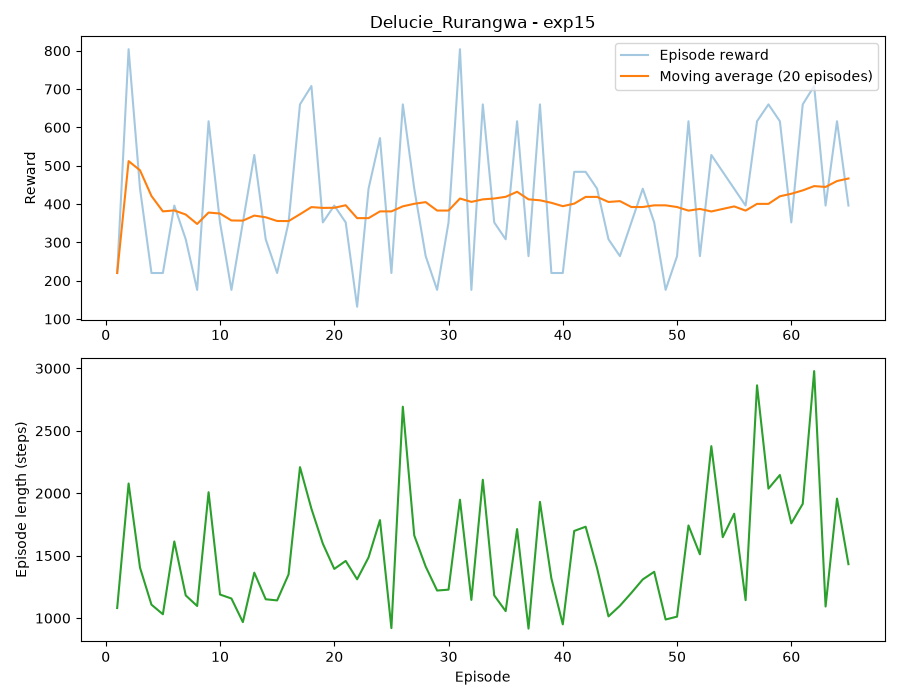 Delucie_Rurangwa - exp15
Episode reward
Moving average (20 episodes)
Reward
800
700
600
500
400
300
200
100
0 10 20 30 40 50 60
Episode length (steps)
3000
2500
2000
1500
1000
0 10 20 30 40 50 60
Episode